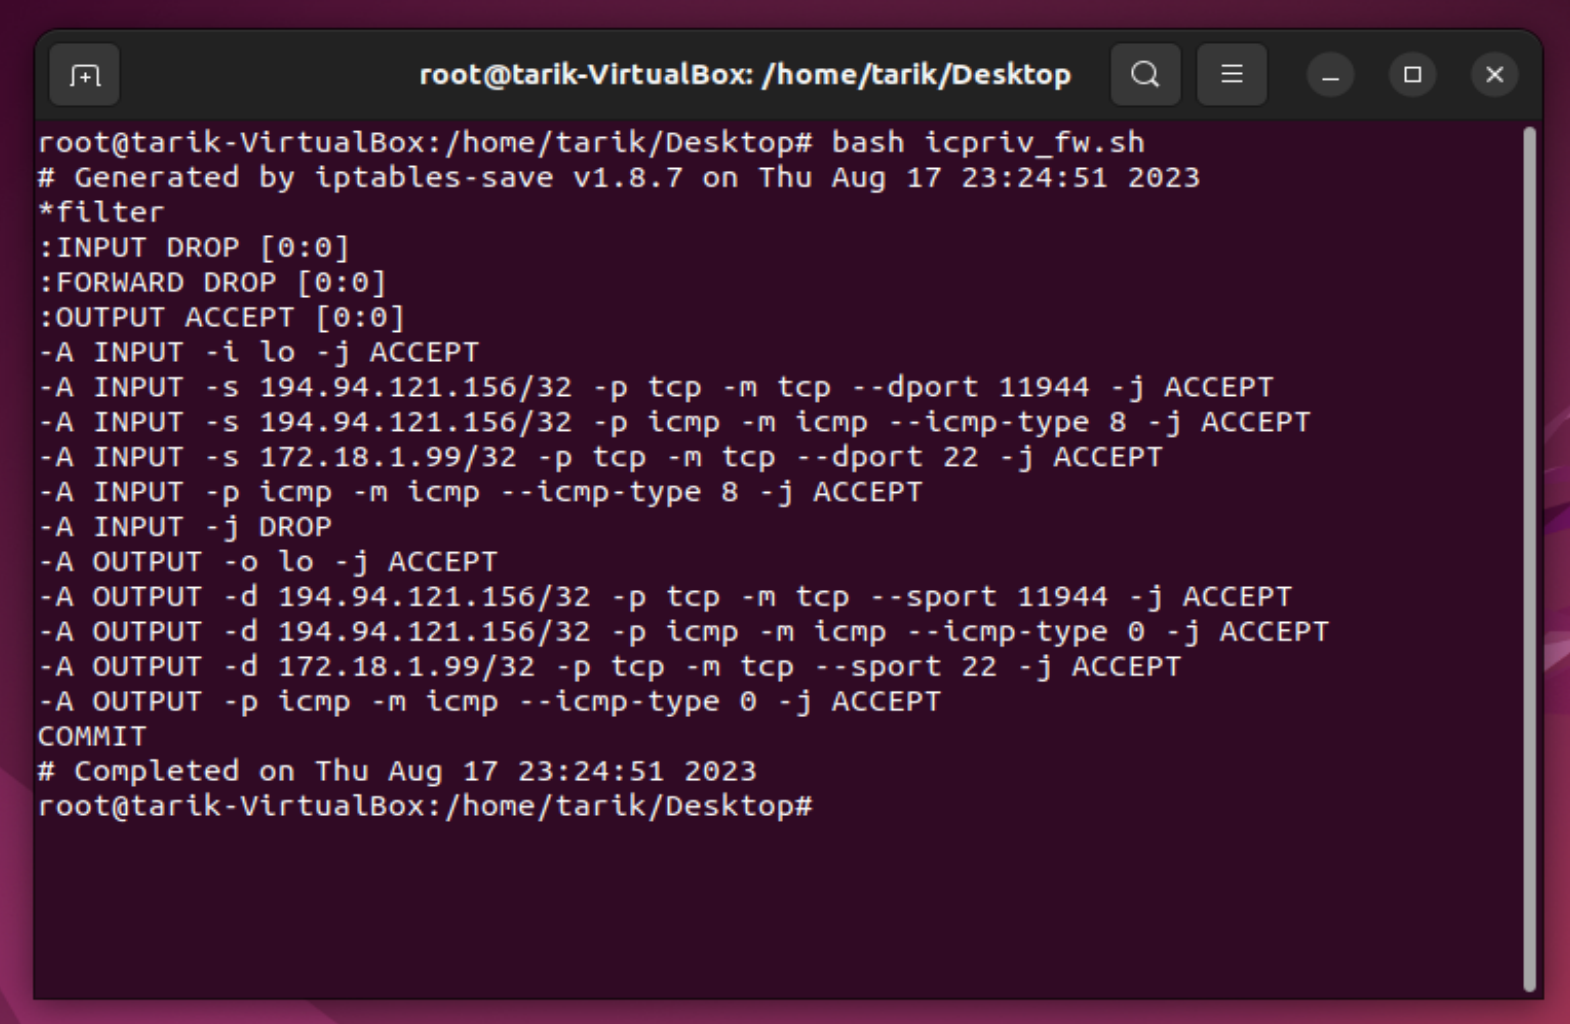 root@tarik-VirtualBox: /home/tarik/Desktop
root@tarik-VirtualBox:/home/tarik/Desktop# bash icpriv_fw.sh
# Generated by iptables-save v1.8.7 on Thu Aug 17 23:24:51 2023
*filter
:INPUT DROP [0:0]
:FORWARD DROP [0:0]
:OUTPUT ACCEPT [0:0]
-A INPUT -i lo -j ACCEPT
-A INPUT -s 194.94.121.156/32 -p tcp -m tcp --dport 11944 -j ACCEPT
-A INPUT -s 194.94.121.156/32 -p icmp -m icmp --icmp-type 8 -j ACCEPT
-A INPUT -s 172.18.1.99/32 -p tcp -m tcp --dport 22 -j ACCEPT
-A INPUT -p icmp -m icmp --icmp-type 8 -j ACCEPT
-A INPUT -j DROP
-A OUTPUT -o lo -j ACCEPT
-A OUTPUT -d 194.94.121.156/32 -p tcp -m tcp --sport 11944 -j ACCEPT
-A OUTPUT -d 194.94.121.156/32 -p icmp -m icmp --icmp-type 0 -j ACCEPT
-A OUTPUT -d 172.18.1.99/32 -p tcp -m tcp --sport 22 -j ACCEPT
-A OUTPUT -p icmp -m icmp --icmp-type 0 -j ACCEPT
COMMIT
# Completed on Thu Aug 17 23:24:51 2023
root@tarik-VirtualBox:/home/tarik/Desktop#